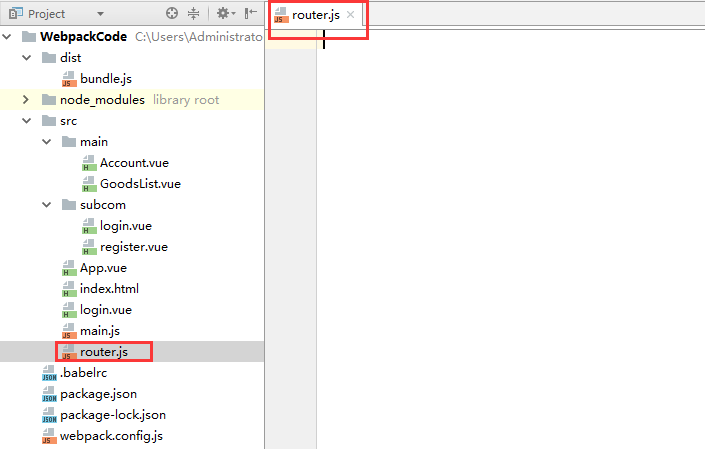 Project
router.js
WebpackCode C:\Users\Administrato
dist
bundle.js
node_modules library root
src
main
Account.vue
GoodsList.vue
subcom
login.vue
register.vue
App.vue
index.html
login.vue
main.js
router.js
.babelrc
package.json
package-lock.json
webpack.config.js